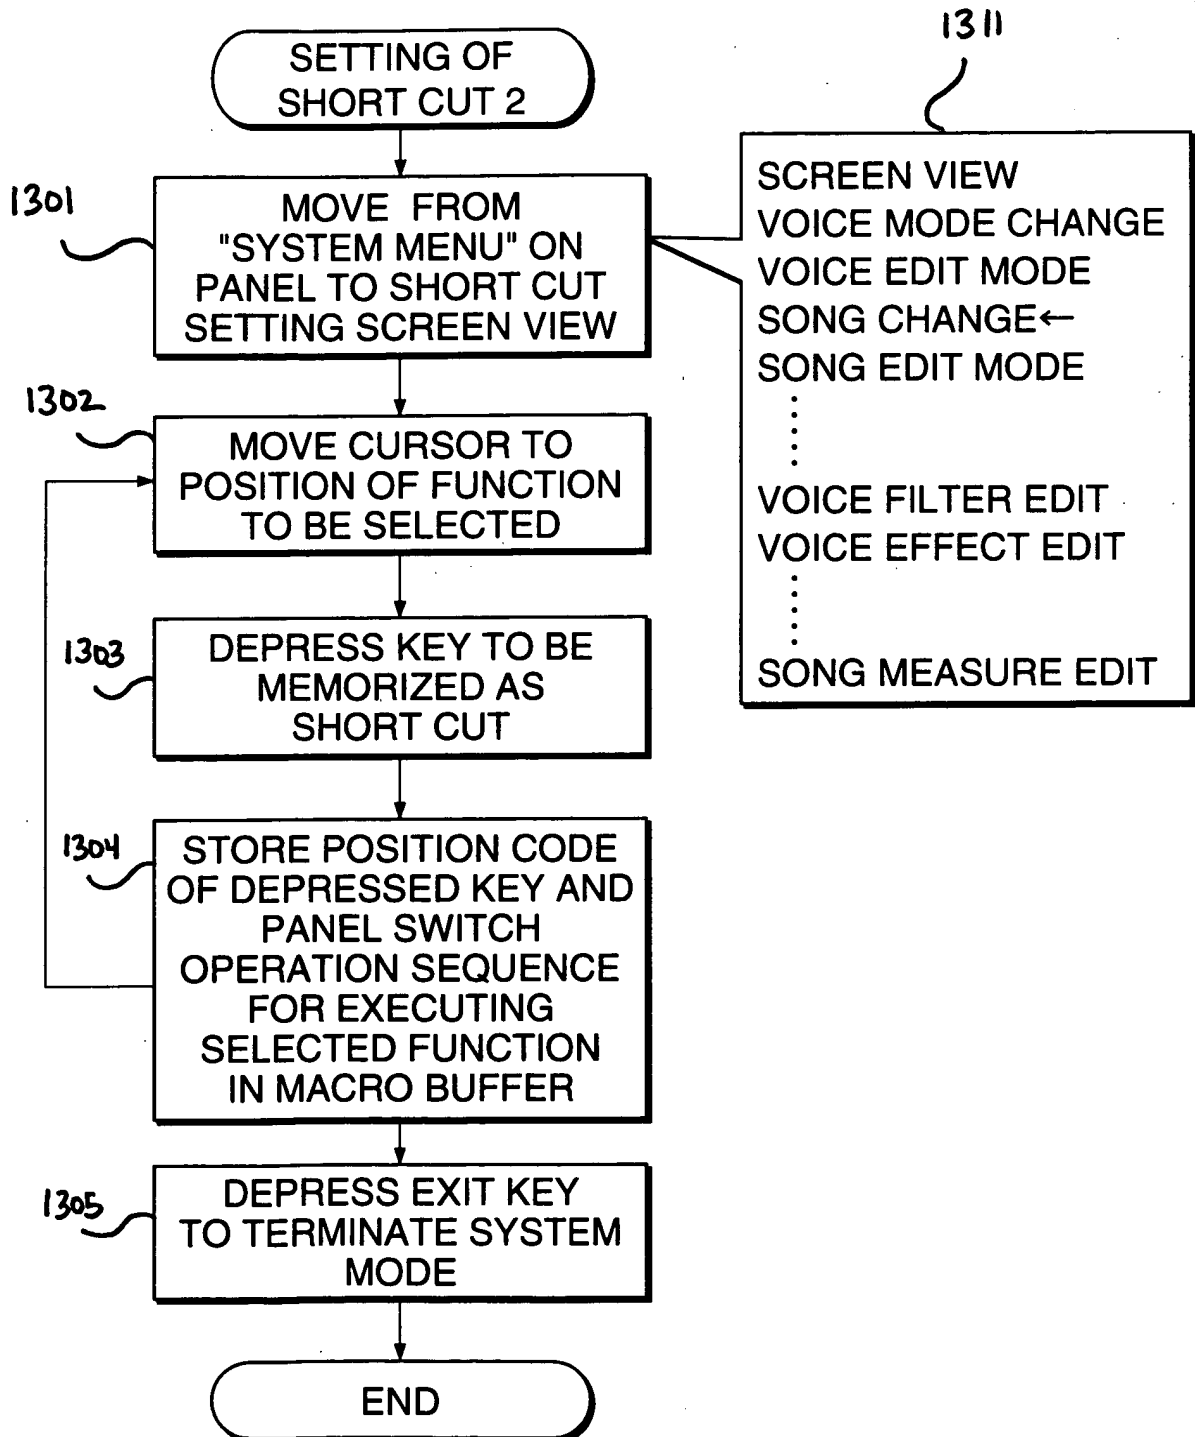 SETTING OF
SHORT CUT 2
1301
MOVE FROM
"SYSTEM MENU" ON
PANEL TO SHORT CUT
SETTING SCREEN VIEW
1311
SCREEN VIEW
VOICE MODE CHANGE
VOICE EDIT MODE
SONG CHANGE←
SONG EDIT MODE
VOICE FILTER EDIT
VOICE EFFECT EDIT
SONG MEASURE EDIT
1302
MOVE CURSOR TO
POSITION OF FUNCTION
TO BE SELECTED
1303
DEPRESS KEY TO BE
MEMORIZED AS
SHORT CUT
1304
STORE POSITION CODE
OF DEPRESSED KEY AND
PANEL SWITCH
OPERATION SEQUENCE
FOR EXECUTING
SELECTED FUNCTION
IN MACRO BUFFER
1305
DEPRESS EXIT KEY
TO TERMINATE SYSTEM
MODE
END